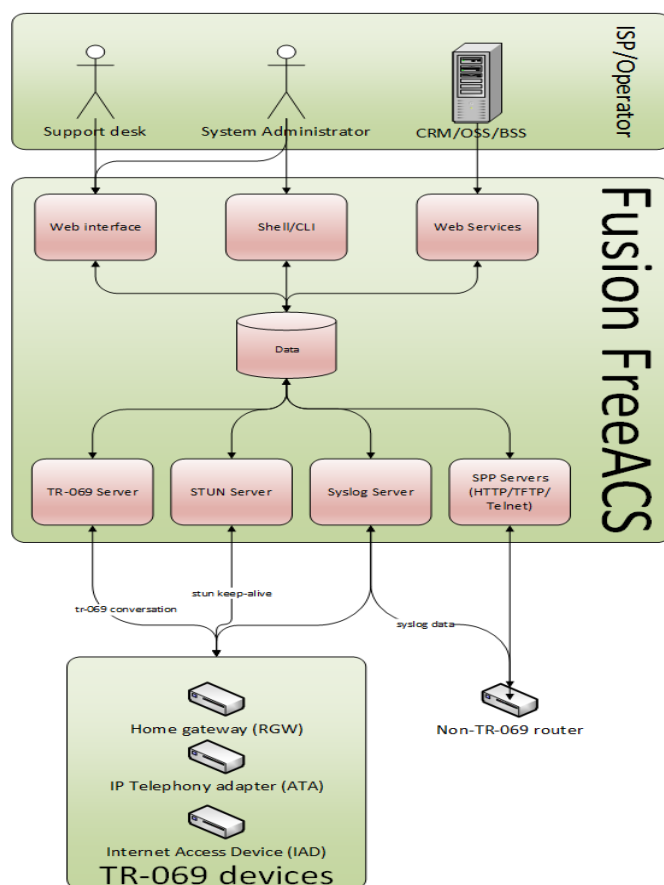 ISP/Operator
Support desk
System Administrator
CRM/OSS/BSS
Fusion FreeACS
Web interface
Shell/CLI
Web Services
Data
TR-069 Server
STUN Server
Syslog Server
SPP Servers
(HTTP/TFTP/
Telnet)
stun keep-alive
tr-069 conversation
syslog data
Home gateway (RGW)
Non-TR-069 router
IP Telephony adapter (ATA)
Internet Access Device (IAD)
TR-069 devices